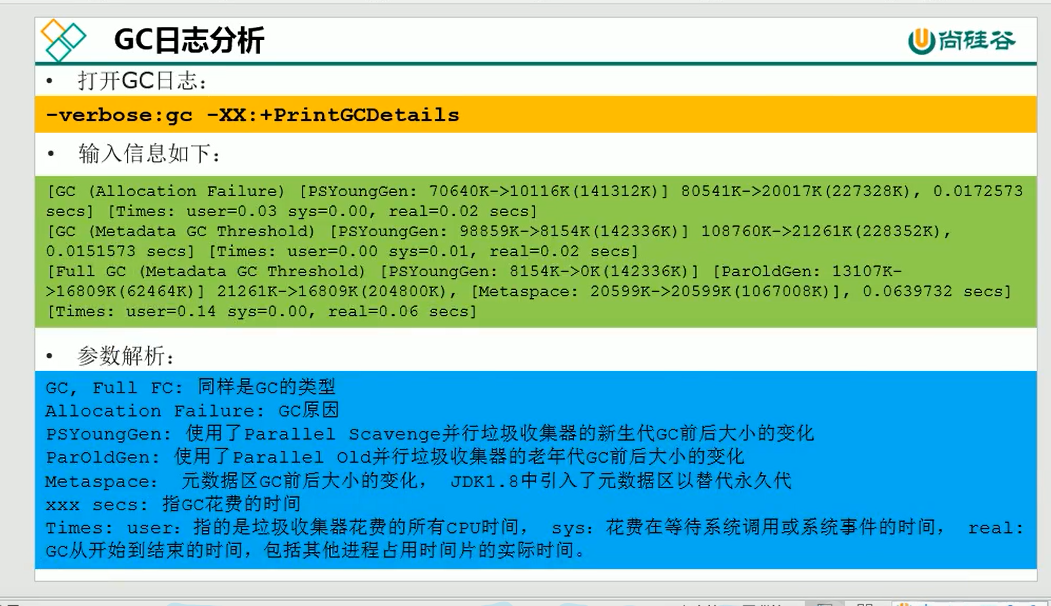 GC日志分析
尚硅谷
• 打开GC日志：
-verbose:gc -XX:+PrintGCDetails
• 输入信息如下：
[GC (Allocation Failure) [PSYoungGen: 70640K->10116K(141312K)] 80541K->20017K(227328K), 0.0172573
secs] [Times: user=0.03 sys=0.00, real=0.02 secs]
[GC (Metadata GC Threshold) [PSYoungGen: 98859K->8154K(142336K)] 108760K->21261K(228352K),
0.0151573 secs] [Times: user=0.00 sys=0.01, real=0.02 secs]
[Full GC (Metadata GC Threshold) [PSYoungGen: 8154K->0K(142336K)] [ParOldGen: 13107K-
>16809K(62464K)] 21261K->16809K(204800K), [Metaspace: 20599K->20599K(1067008K)], 0.0639732 secs]
[Times: user=0.14 sys=0.00, real=0.06 secs]
• 参数解析：
GC, Full FC: 同样是GC的类型
Allocation Failure: GC原因
PSYoungGen: 使用了Parallel Scavenge并行垃圾收集器的新生代GC前后大小的变化
ParOldGen: 使用了Parallel Old并行垃圾收集器的老年代GC前后大小的变化
Metaspace: 元数据区GC前后大小的变化， JDK1.8中引入了元数据区以替代永久代
xxx secs: 指GC花费的时间
Times: user：指的是垃圾收集器花费的所有CPU时间， sys：花费在等待系统调用或系统事件的时间， real：
GC从开始到结束的时间，包括其他进程占用时间片的实际时间。